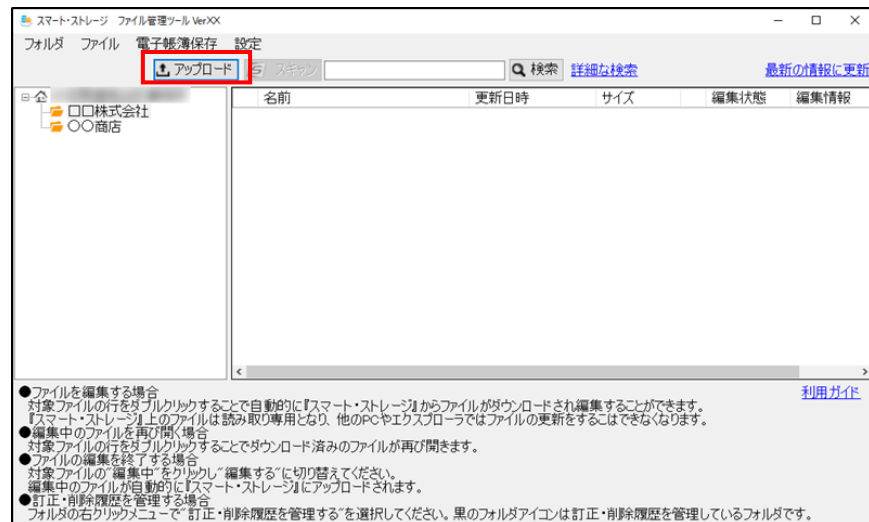 スマート・ストレージ ファイル管理ツール VerXX
フォルダ ファイル 電子帳簿保存 設定
アップロード スキャン 検索 詳細な検索 最新の情報に更新
名前 更新日時 サイズ 編集状態 編集情報
□□株式会社
〇〇商店
●ファイルを編集する場合 利用ガイド
対象ファイルの行をダブルクリックすることで自動的に『スマート・ストレージ』からファイルがダウンロードされ編集することができます。
『スマート・ストレージ』上のファイルは読み取り専用となり、他のPCやエクスプローラではファイルの更新をすることはできなくなります。
●編集中のファイルを再び開く場合
対象ファイルの行をダブルクリックすることでダウンロード済みのファイルが再び開きます。
●ファイルの編集を終了する場合
対象ファイルの"編集中"をクリックし"編集する"に切り替えてください。
編集中のファイルが自動的に『スマート・ストレージ』にアップロードされます。
●訂正・削除履歴を管理する場合
フォルダの右クリックメニューで"訂正・削除履歴を管理する"を選択してください。黒のフォルダアイコンは訂正・削除履歴を管理しているフォルダです。